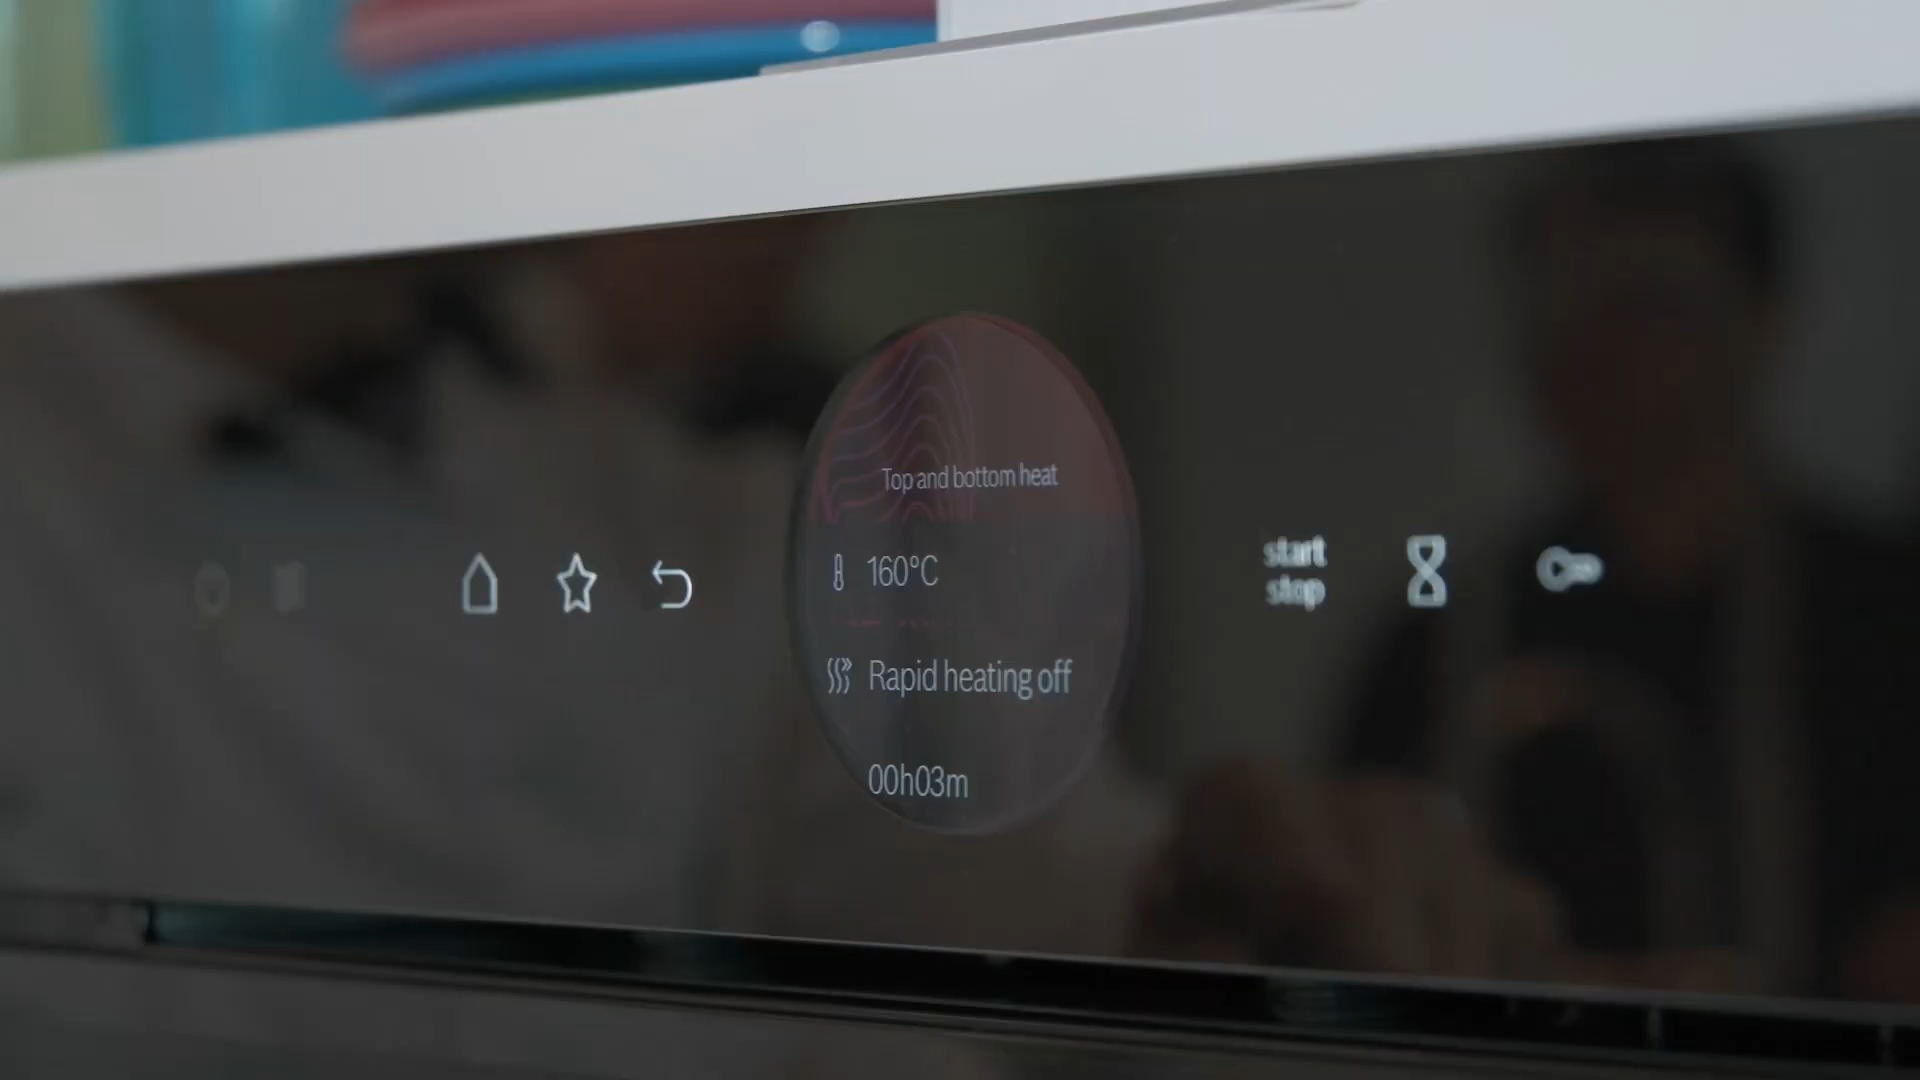 Top and bottom heat
160°C
Rapid heating off
00h03m
start
stop